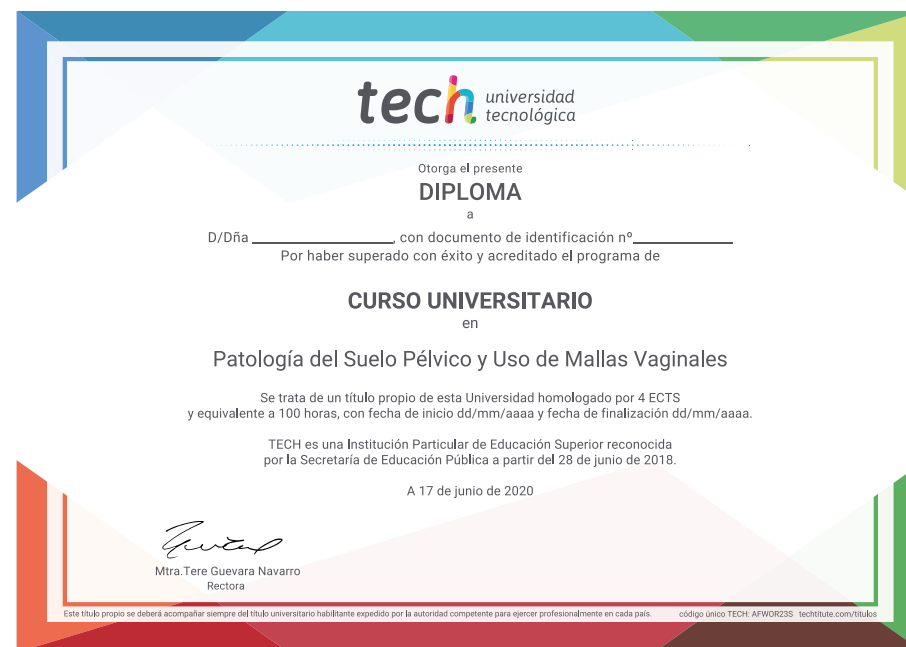 tech universidad
tecnológica
Otorga el presente
DIPLOMA
a
D/Dña ____________________, con documento de identificación nº______________
Por haber superado con éxito y acreditado el programa de
CURSO UNIVERSITARIO
en
Patología del Suelo Pélvico y Uso de Mallas Vaginales
Se trata de un título propio de esta Universidad homologado por 4 ECTS
y equivalente a 100 horas, con fecha de inicio dd/mm/aaaa y fecha de finalización dd/mm/aaaa.
TECH es una Institución Particular de Educación Superior reconocida
por la Secretaría de Educación Pública a partir del 28 de junio de 2018.
A 17 de junio de 2020
Mtra.Tere Guevara Navarro
Rectora
Este título propio se deberá acompañar siempre del título universitario habilitante expedido por la autoridad competente para ejercer profesionalmente en cada país. código único TECH: AFWOR23S techtitute.com/titulos